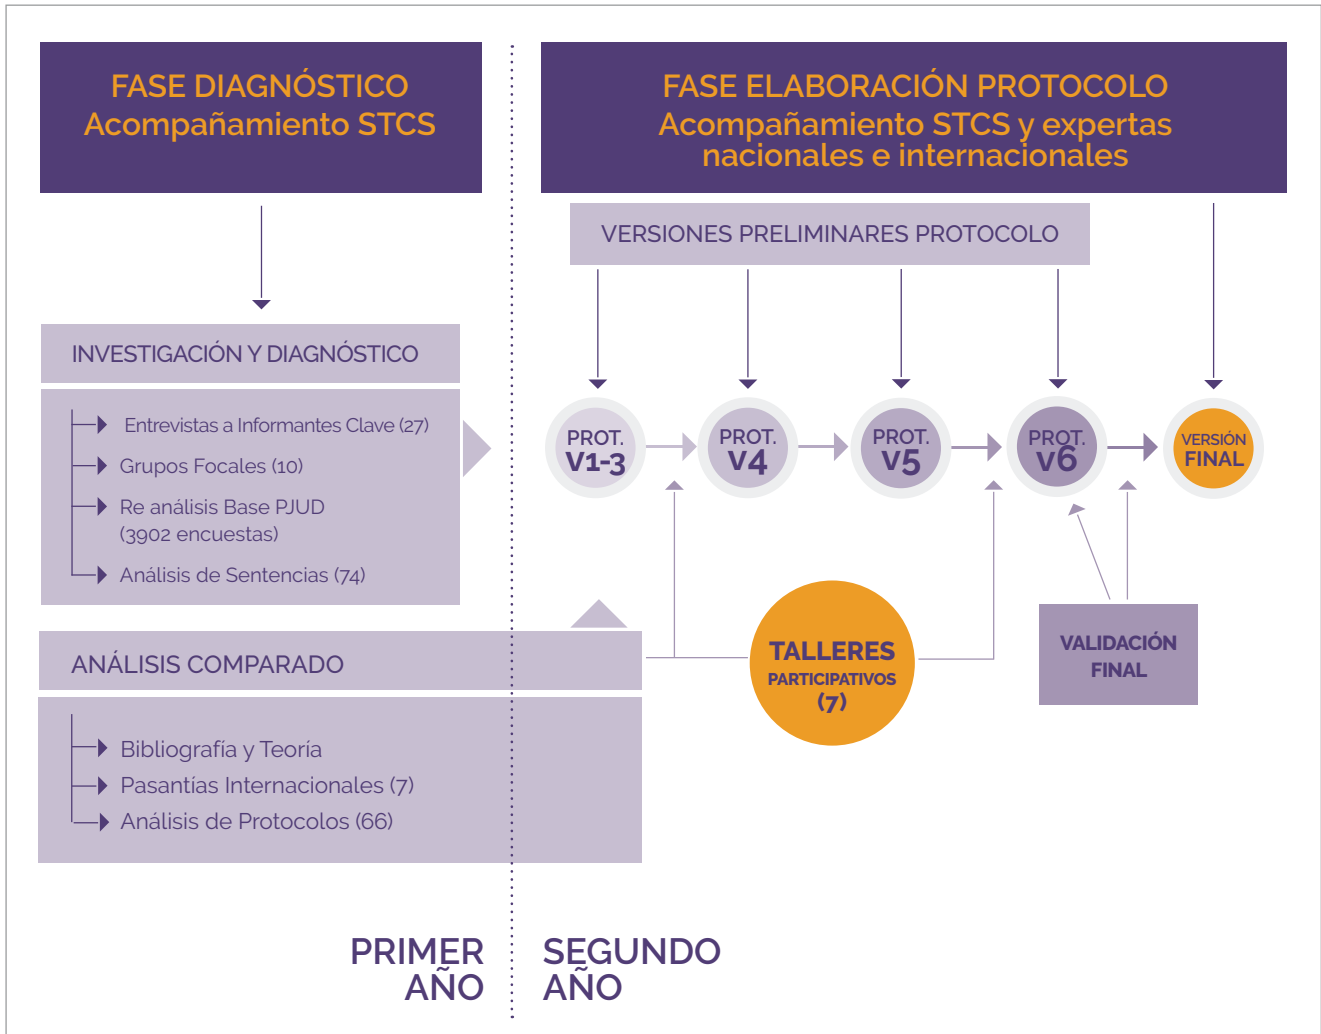 FASE DIAGNÓSTICO
Acompañamiento STCS
FASE ELABORACIÓN PROTOCOLO
Acompañamiento STCS y expertas
nacionales e internacionales
VERSIONES PRELIMINARES PROTOCOLO
INVESTIGACIÓN Y DIAGNÓSTICO
Entrevistas a Informantes Clave (27)
Grupos Focales (10)
Re análisis Base PJUD
(3902 encuestas)
Análisis de Sentencias (74)
PROT.
V1-3
PROT.
V4
PROT.
V5
PROT.
V6
VERSIÓN
FINAL
ANÁLISIS COMPARADO
Bibliografía y Teoría
Pasantías Internacionales (7)
Análisis de Protocolos (66)
TALLERES
PARTICIPATIVOS
(7)
VALIDACIÓN
FINAL
PRIMER
AÑO
SEGUNDO
AÑO